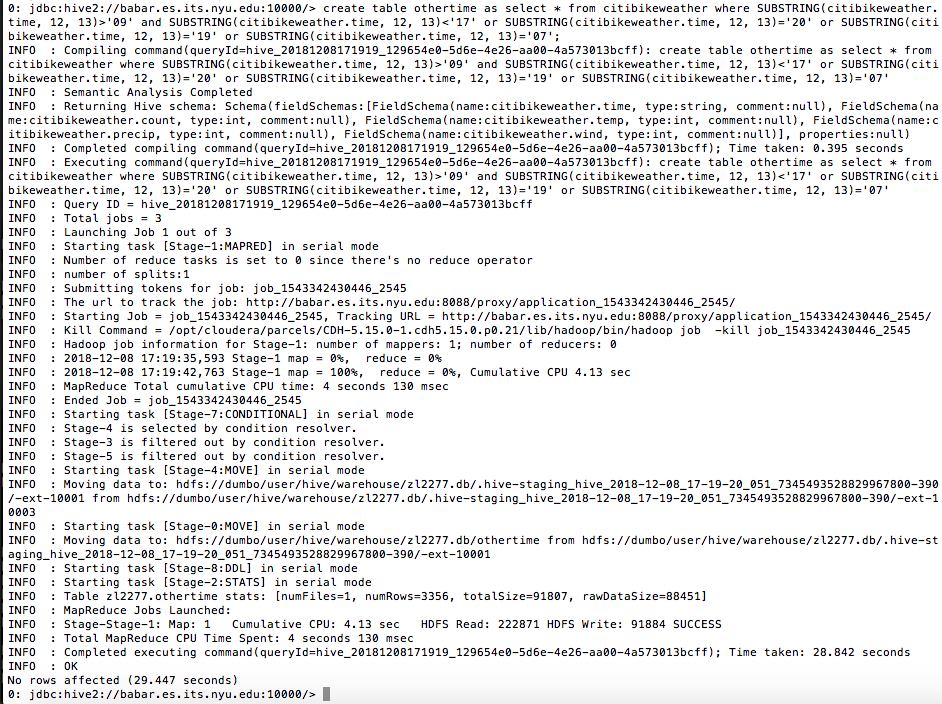 0: jdbc:hive2://babar.es.its.nyu.edu:10000/> create table othertime as select * from citibikeweather where SUBSTRING(citibikeweather.
time, 12, 13)>'09' and SUBSTRING(citibikeweather.time, 12, 13)<'17' or SUBSTRING(citibikeweather.time, 12, 13)='20' or SUBSTRING(citi
bikeweather.time, 12, 13)='19' or SUBSTRING(citibikeweather.time, 12, 13)='07';
INFO  : Compiling command(queryId=hive_20181208171919_129654e0-5d6e-4e26-aa00-4a573013bcff): create table othertime as select * from
citibikeweather where SUBSTRING(citibikeweather.time, 12, 13)>'09' and SUBSTRING(citibikeweather.time, 12, 13)<'17' or SUBSTRING(citi
bikeweather.time, 12, 13)='20' or SUBSTRING(citibikeweather.time, 12, 13)='19' or SUBSTRING(citibikeweather.time, 12, 13)='07'
INFO  : Semantic Analysis Completed
INFO  : Returning Hive schema: Schema(fieldSchemas:[FieldSchema(name:citibikeweather.time, type:string, comment:null), FieldSchema(na
me:citibikeweather.count, type:int, comment:null), FieldSchema(name:citibikeweather.temp, type:int, comment:null), FieldSchema(name:c
itibikeweather.precip, type:int, comment:null), FieldSchema(name:citibikeweather.wind, type:int, comment:null)], properties:null)
INFO  : Completed compiling command(queryId=hive_20181208171919_129654e0-5d6e-4e26-aa00-4a573013bcff); Time taken: 0.395 seconds
INFO  : Executing command(queryId=hive_20181208171919_129654e0-5d6e-4e26-aa00-4a573013bcff): create table othertime as select * from
citibikeweather where SUBSTRING(citibikeweather.time, 12, 13)>'09' and SUBSTRING(citibikeweather.time, 12, 13)<'17' or SUBSTRING(citi
bikeweather.time, 12, 13)='20' or SUBSTRING(citibikeweather.time, 12, 13)='19' or SUBSTRING(citibikeweather.time, 12, 13)='07'
INFO  : Query ID = hive_20181208171919_129654e0-5d6e-4e26-aa00-4a573013bcff
INFO  : Total jobs = 3
INFO  : Launching Job 1 out of 3
INFO  : Starting task [Stage-1:MAPRED] in serial mode
INFO  : Number of reduce tasks is set to 0 since there's no reduce operator
INFO  : number of splits:1
INFO  : Submitting tokens for job: job_1543342430446_2545
INFO  : The url to track the job: http://babar.es.its.nyu.edu:8088/proxy/application_1543342430446_2545/
INFO  : Starting Job = job_1543342430446_2545, Tracking URL = http://babar.es.its.nyu.edu:8088/proxy/application_1543342430446_2545/
INFO  : Kill Command = /opt/cloudera/parcels/CDH-5.15.0-1.cdh5.15.0.p0.21/lib/hadoop/bin/hadoop job  -kill job_1543342430446_2545
INFO  : Hadoop job information for Stage-1: number of mappers: 1; number of reducers: 0
INFO  : 2018-12-08 17:19:35,593 Stage-1 map = 0%,  reduce = 0%
INFO  : 2018-12-08 17:19:42,763 Stage-1 map = 100%,  reduce = 0%, Cumulative CPU 4.13 sec
INFO  : MapReduce Total cumulative CPU time: 4 seconds 130 msec
INFO  : Ended Job = job_1543342430446_2545
INFO  : Starting task [Stage-7:CONDITIONAL] in serial mode
INFO  : Stage-4 is selected by condition resolver.
INFO  : Stage-3 is filtered out by condition resolver.
INFO  : Stage-5 is filtered out by condition resolver.
INFO  : Starting task [Stage-4:MOVE] in serial mode
INFO  : Moving data to: hdfs://dumbo/user/hive/warehouse/zl2277.db/.hive-staging_hive_2018-12-08_17-19-20_051_7345493528829967800-390
/-ext-10001 from hdfs://dumbo/user/hive/warehouse/zl2277.db/.hive-staging_hive_2018-12-08_17-19-20_051_7345493528829967800-390/-ext-1
0003
INFO  : Starting task [Stage-0:MOVE] in serial mode
INFO  : Moving data to: hdfs://dumbo/user/hive/warehouse/zl2277.db/othertime from hdfs://dumbo/user/hive/warehouse/zl2277.db/.hive-st
aging_hive_2018-12-08_17-19-20_051_7345493528829967800-390/-ext-10001
INFO  : Starting task [Stage-8:DDL] in serial mode
INFO  : Starting task [Stage-2:STATS] in serial mode
INFO  : Table zl2277.othertime stats: [numFiles=1, numRows=3356, totalSize=91807, rawDataSize=88451]
INFO  : MapReduce Jobs Launched:
INFO  : Stage-Stage-1: Map: 1   Cumulative CPU: 4.13 sec   HDFS Read: 222871 HDFS Write: 91884 SUCCESS
INFO  : Total MapReduce CPU Time Spent: 4 seconds 130 msec
INFO  : Completed executing command(queryId=hive_20181208171919_129654e0-5d6e-4e26-aa00-4a573013bcff); Time taken: 28.842 seconds
INFO  : OK
No rows affected (29.447 seconds)
0: jdbc:hive2://babar.es.its.nyu.edu:10000/>